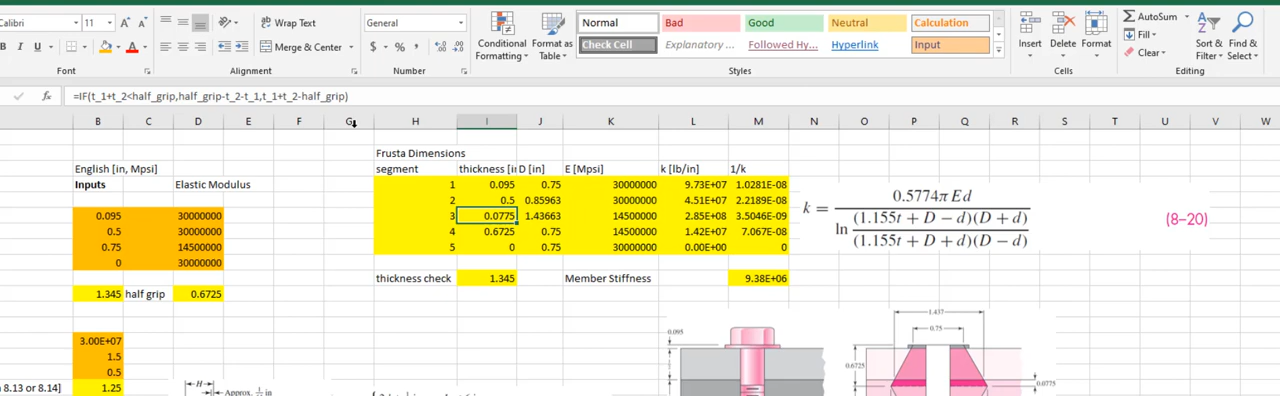 Calibri 11 A A Wrap Text General Normal Bad Good Neutral Calculation AutoSum
B I U A Merge & Center $ % , Conditional Formatting Format as Table Check Cell Explanatory ... Followed Hy... Hyperlink Input Insert Delete Format Fill Clear Sort & Filter Find & Select
Font Alignment Number Styles Cells Editing
fx =IF(t_1+t_2<half_grip,half_grip-t_2-t_1,t_1+t_2-half_grip)
B C D E F G H I J K L M N O P Q R S T U V W
Frusta Dimensions
English [in, Mpsi] segment thickness [in D [in] E [Mpsi] k [lb/in] 1/k
Inputs Elastic Modulus 1 0.095 0.75 30000000 9.73E+07 1.0281E-08
2 0.5 0.85963 30000000 4.51E+07 2.2189E-08
0.095 30000000 3 0.0775 1.43663 14500000 2.85E+08 3.5046E-09
0.5 30000000 4 0.6725 0.75 14500000 1.42E+07 7.067E-08
0.75 14500000 5 0 0.75 30000000 0.00E+00 0
0 30000000
k = 0.5774πEd / ln (1.155t + D − d)(D + d) / (1.155t + D + d)(D − d) (8–20)
thickness check 1.345 Member Stiffness 9.38E+06
1.345 half grip 0.6725
3.00E+07
1.5
0.5
n 8.13 or 8.14] 1.25
H
Approx. 1/2 in
0.095
1.437
0.75
0.6725
0.0775